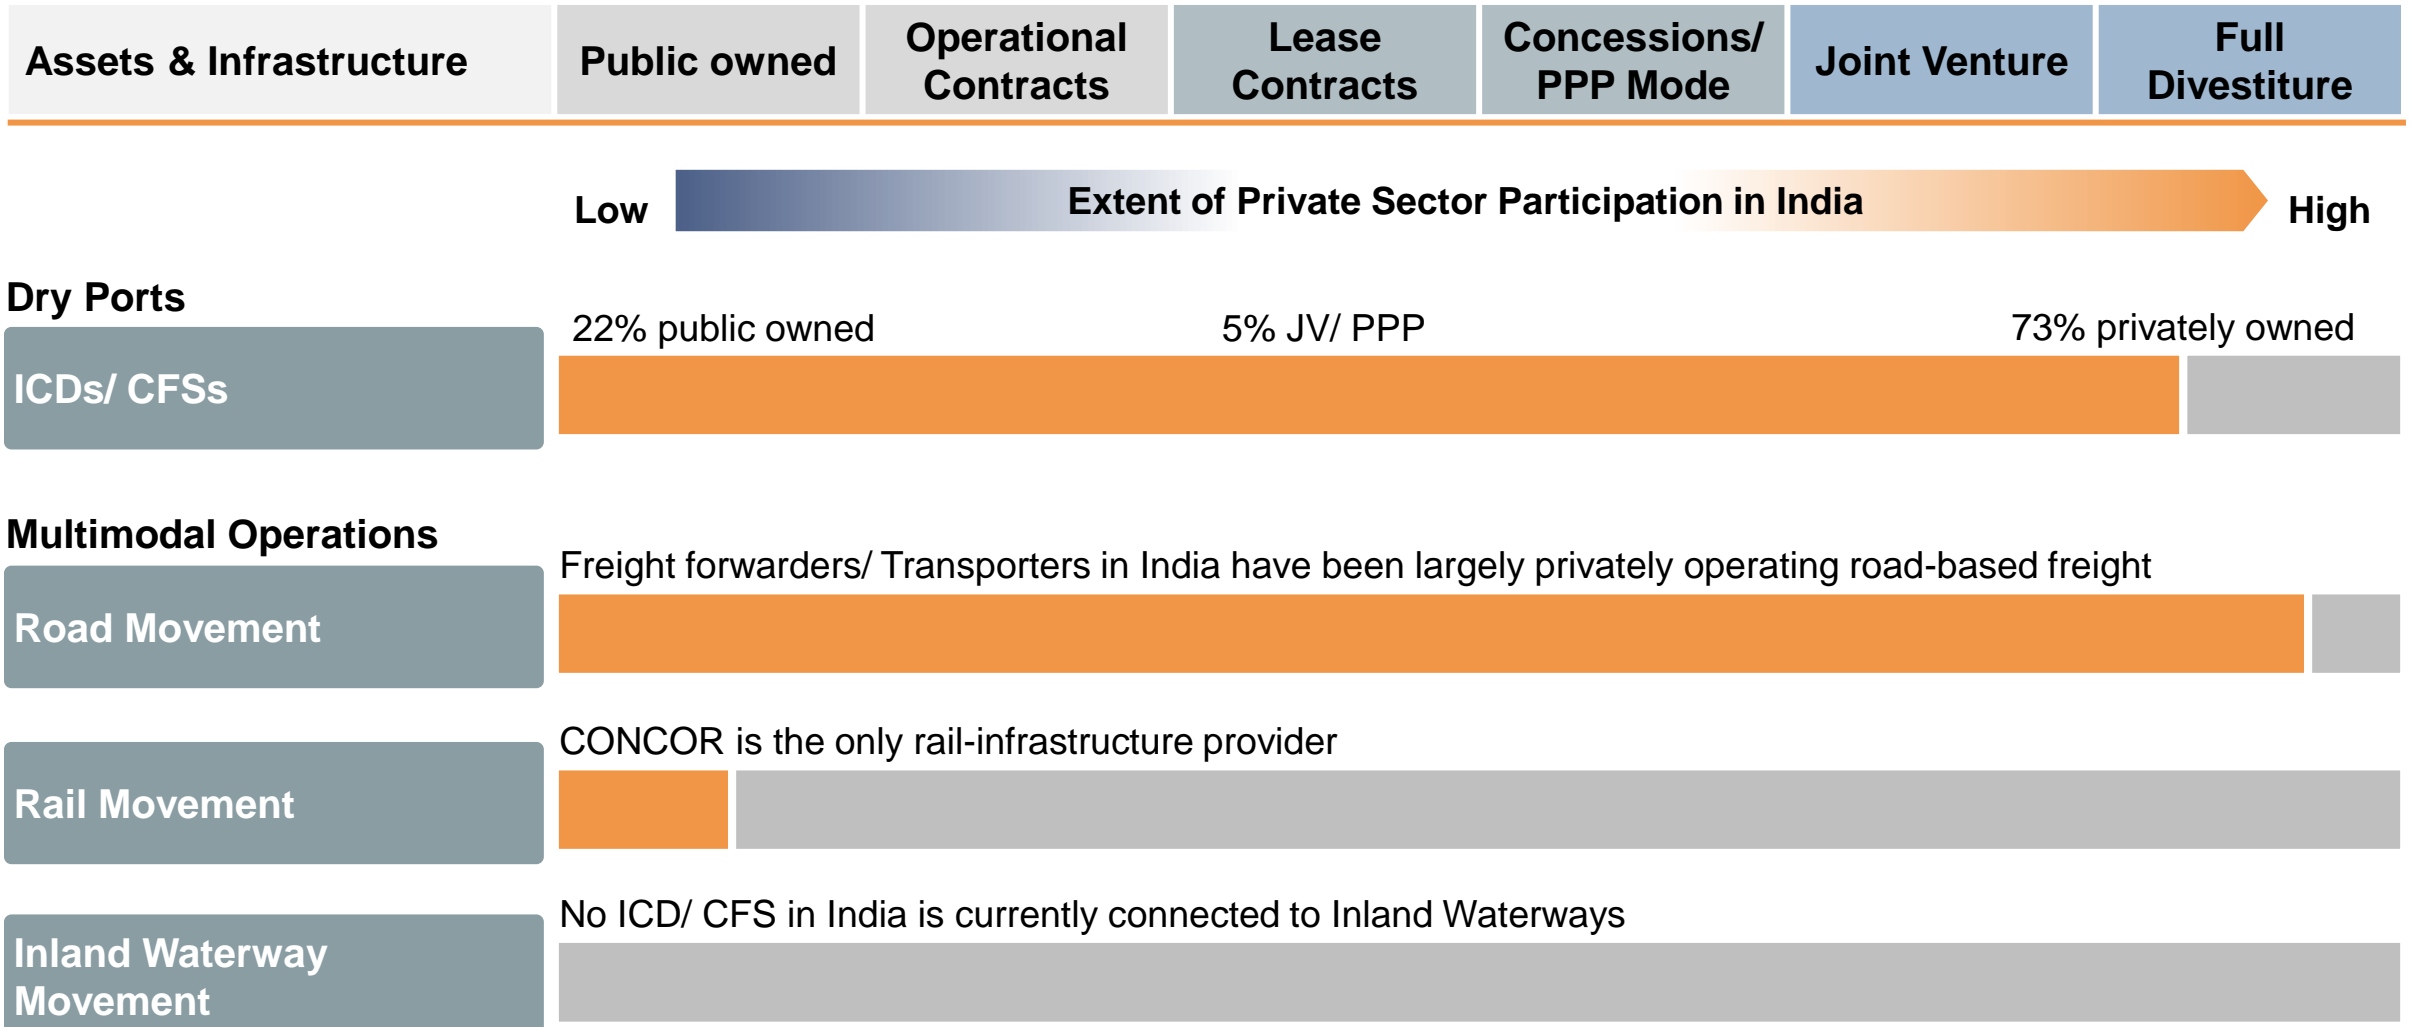 Assets & Infrastructure
Public owned
Operational
Contracts
Lease
Contracts
Concessions/
PPP Mode
Joint Venture
Full
Divestiture
Low
Extent of Private Sector Participation in India
High
Dry Ports
22% public owned
5% JV/ PPP
73% privately owned
ICDs/ CFSs
Multimodal Operations
Freight forwarders/ Transporters in India have been largely privately operating road-based freight
Road Movement
CONCOR is the only rail-infrastructure provider
Rail Movement
No ICD/ CFS in India is currently connected to Inland Waterways
Inland Waterway
Movement